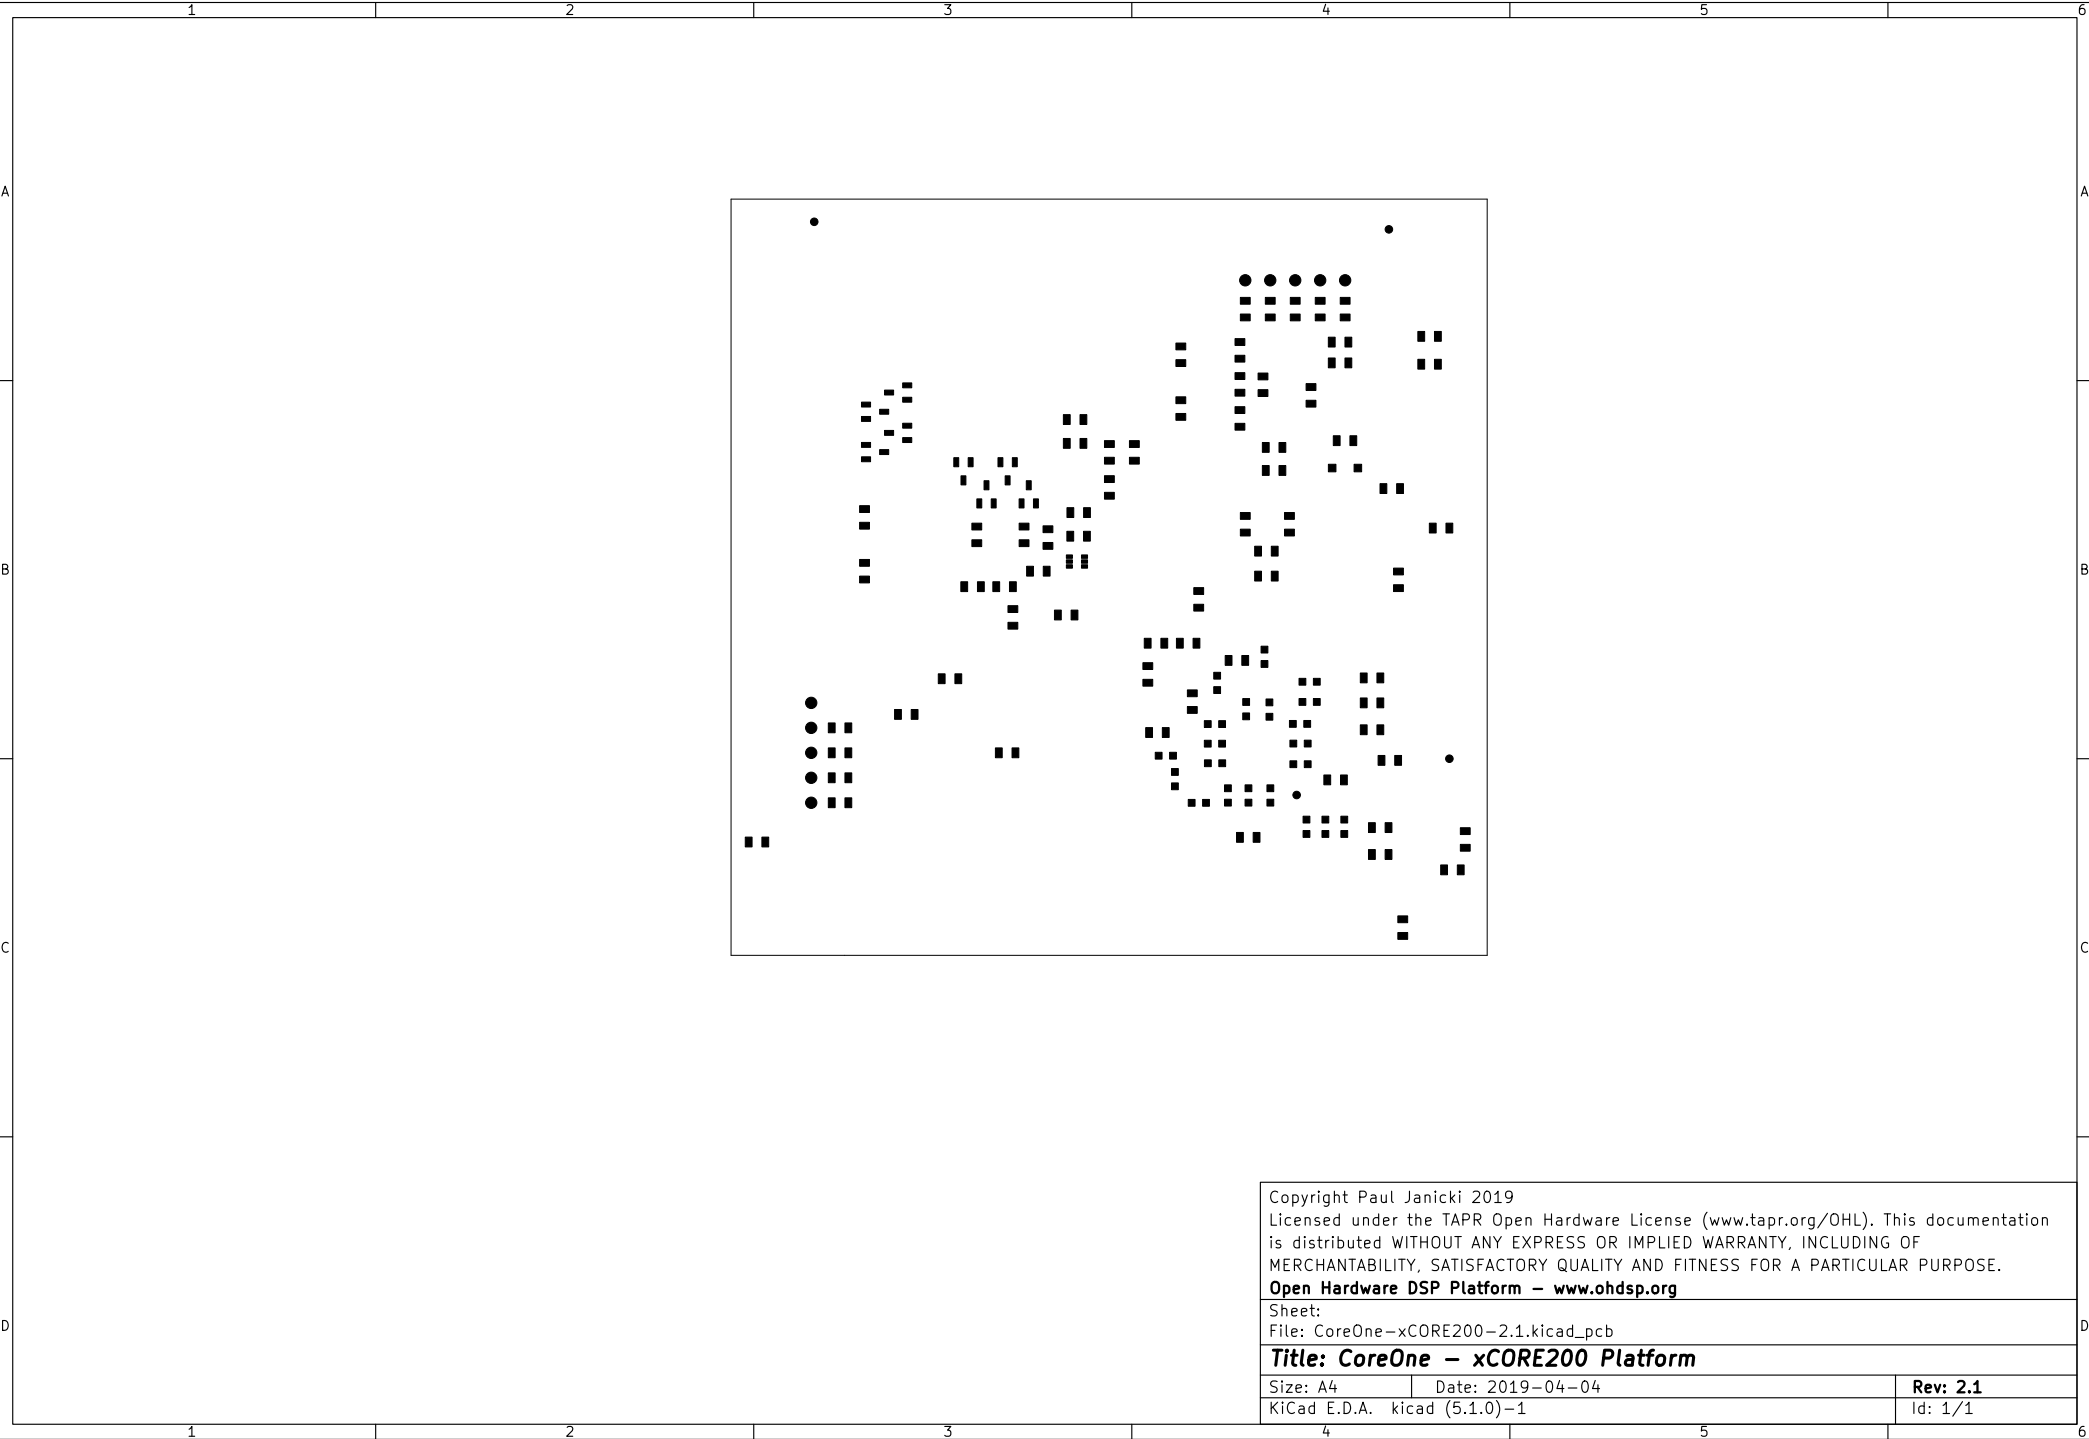 1 2 3 4 5 6
A A
B B
C C
Copyright Paul Janicki 2019
Licensed under the TAPR Open Hardware License (www.tapr.org/OHL). This documentation
is distributed WITHOUT ANY EXPRESS OR IMPLIED WARRANTY, INCLUDING OF
MERCHANTABILITY, SATISFACTORY QUALITY AND FITNESS FOR A PARTICULAR PURPOSE.
Open Hardware DSP Platform – www.ohdsp.org
Sheet:
D D
File: CoreOne–xCORE200–2.1.kicad_pcb
Title: CoreOne – xCORE200 Platform
Size: A4 Date: 2019–04–04 Rev: 2.1
KiCad E.D.A. kicad (5.1.0)–1 Id: 1/1
1 2 3 4 5 6